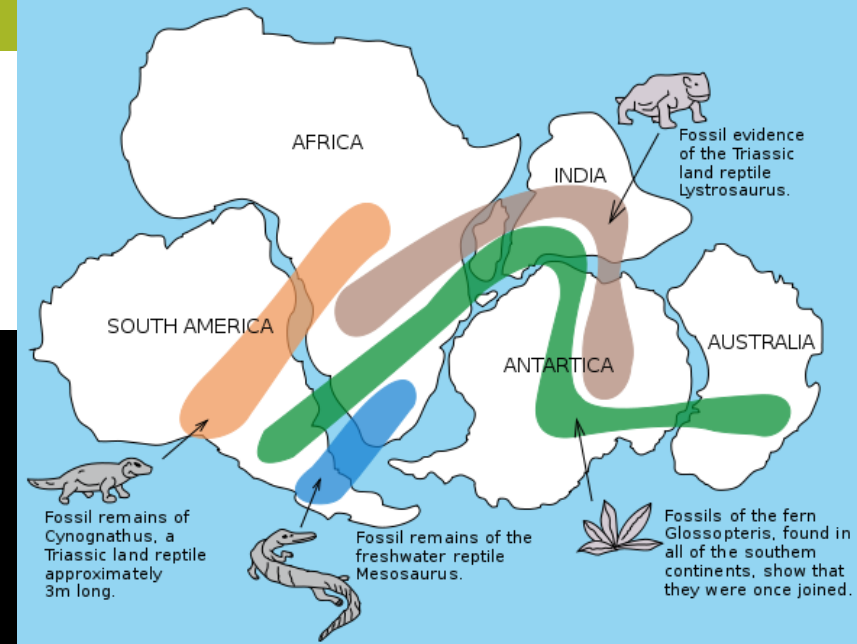 AFRICA
Fossil evidence
of the Triassic
land reptile
Lystrosaurus.
INDIA
SOUTH AMERICA
ANTARTICA
AUSTRALIA
Fossil remains of
Cynognathus, a
Triassic land reptile
approximately
3m long.
Fossil remains of the
freshwater reptile
Mesosaurus.
Fossils of the fern
Glossopteris, found in
all of the southem
continents, show that
they were once joined.